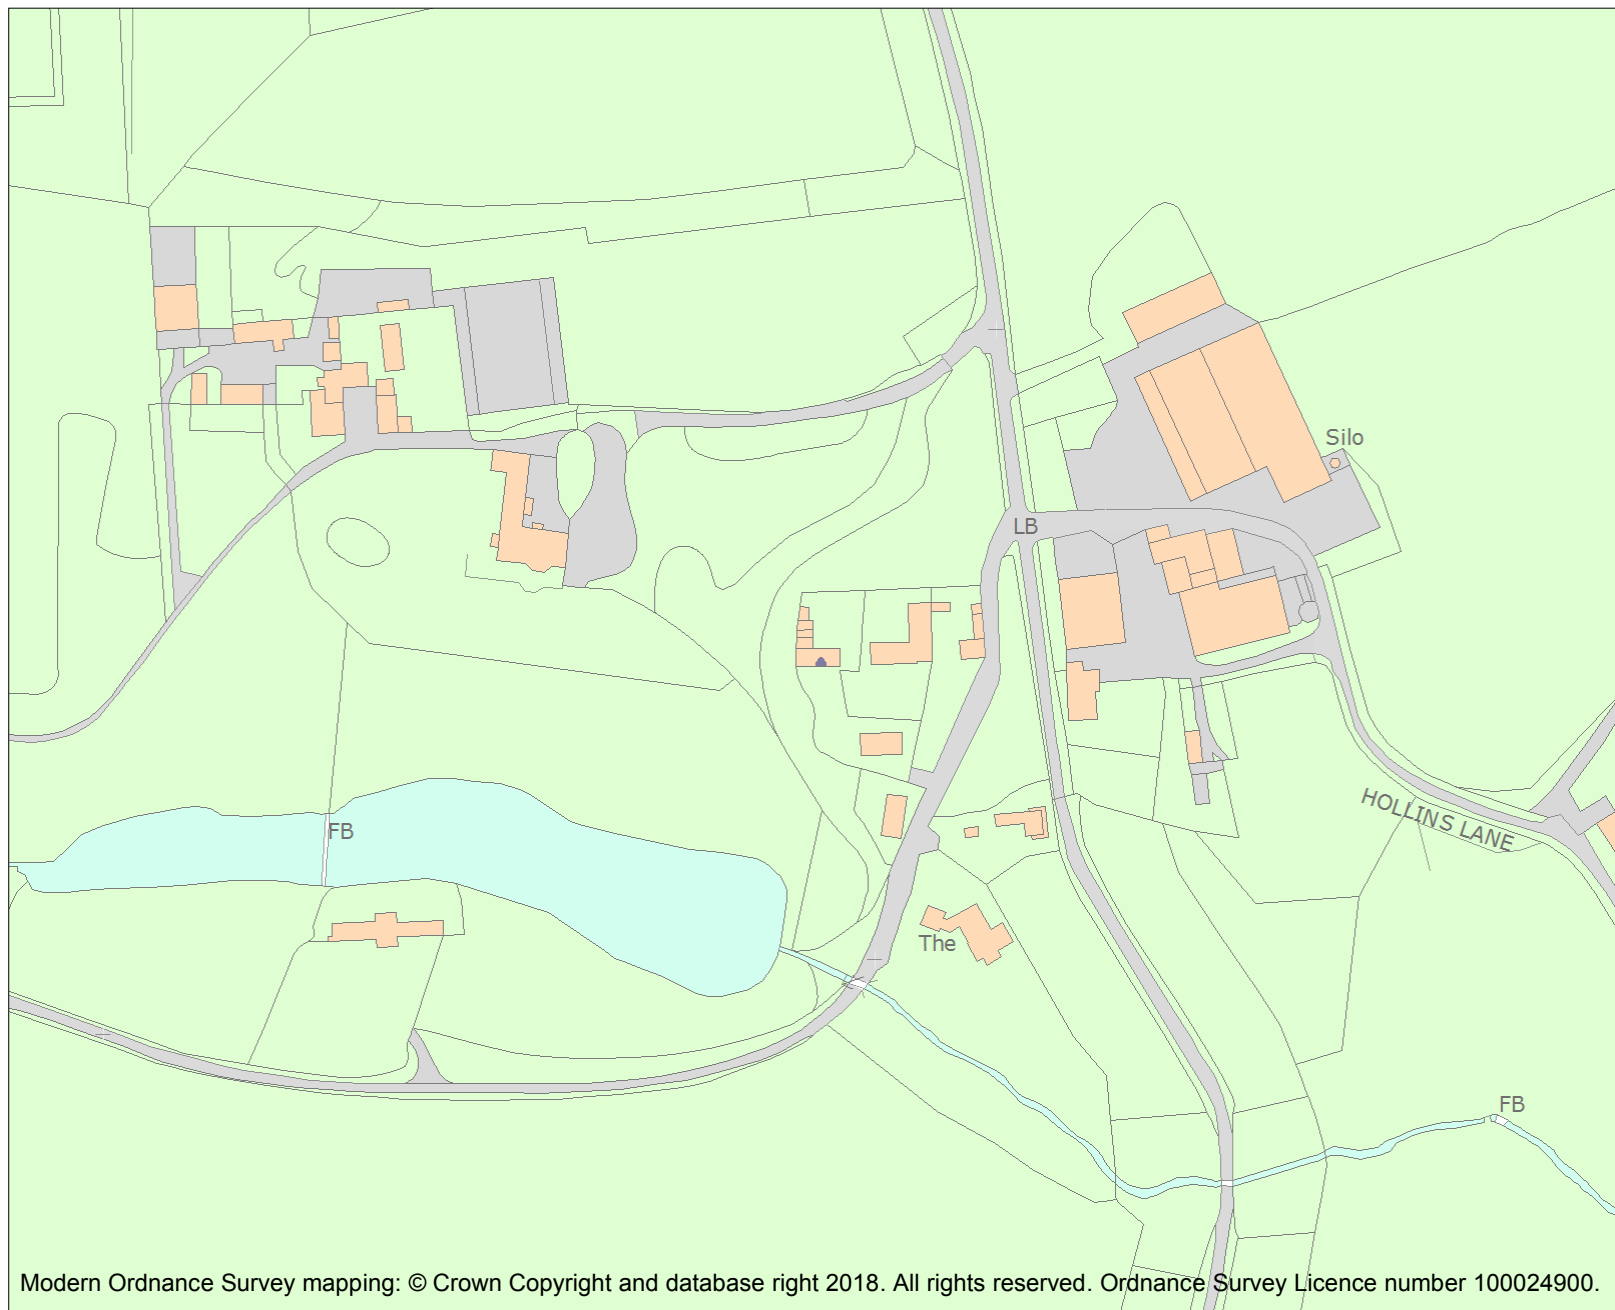 Silo
LB
HOLLINS LANE
FB
The
FB
Modern Ordnance Survey mapping: © Crown Copyright and database right 2018. All rights reserved. Ordnance Survey Licence number 100024900.